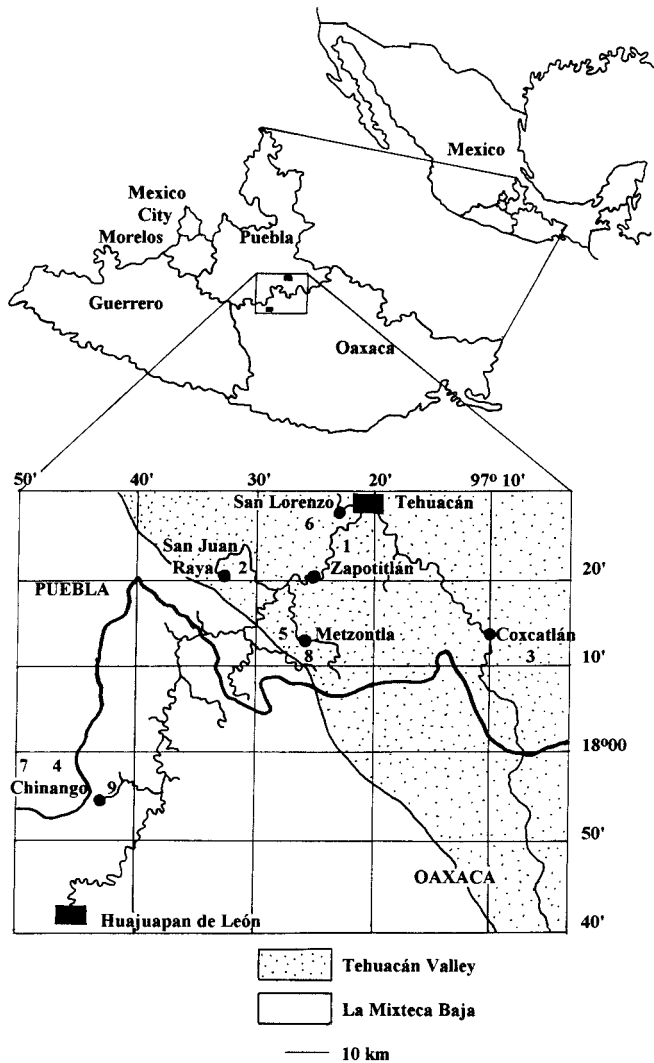 Mexico
Mexico
City
Morelos
Puebla
Guerrero
Oaxaca
50' 40' 30' 20' 97º 10'
San Lorenzo Tehuacán
6
1
San Juan
Raya 2 Zapotitlán
20'
PUEBLA
5 Metzontla Coxcatlán
8 3
10'
18º00
7 4
Chinango 9
50'
OAXACA
Huajuapan de León
40'
Tehuacán Valley
La Mixteca Baja
10 km